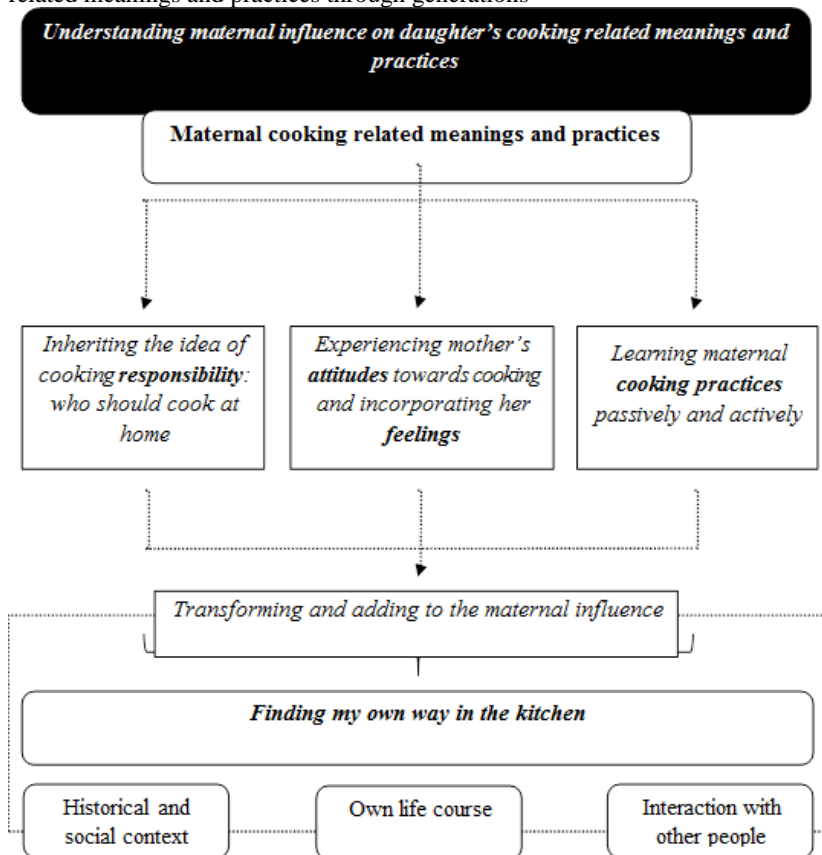 related meanings and practices through generations
Understanding maternal influence on daughter's cooking related meanings and
practices
Maternal cooking related meanings and practices
Inheriting the idea of
cooking responsibility:
who should cook at
home
Experiencing mother's
attitudes towards cooking
and incorporating her
feelings
Learning maternal
cooking practices
passively and actively
Transforming and adding to the maternal influence
Finding my own way in the kitchen
Historical and
social context
Own life course
Interaction with
other people